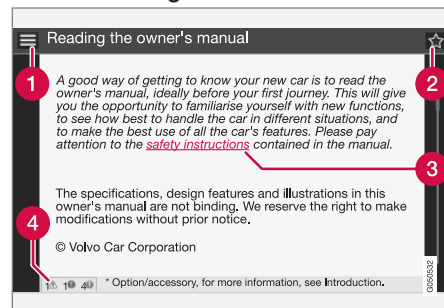 Reading the owner's manual
1
2
A good way of getting to know your new car is to read the
owner's manual, ideally before your first journey. This will give
you the opportunity to familiarise yourself with new functions,
to see how best to handle the car in different situations, and
to make the best use of all the car's features. Please pay
attention to the safety instructions contained in the manual.
3
The specifications, design features and illustrations in this
owner's manual are not binding. We reserve the right to make
modifications without prior notice.
4
© Volvo Car Corporation
1 1 4 * Option/accessory, for more information, see Introduction.
G050532